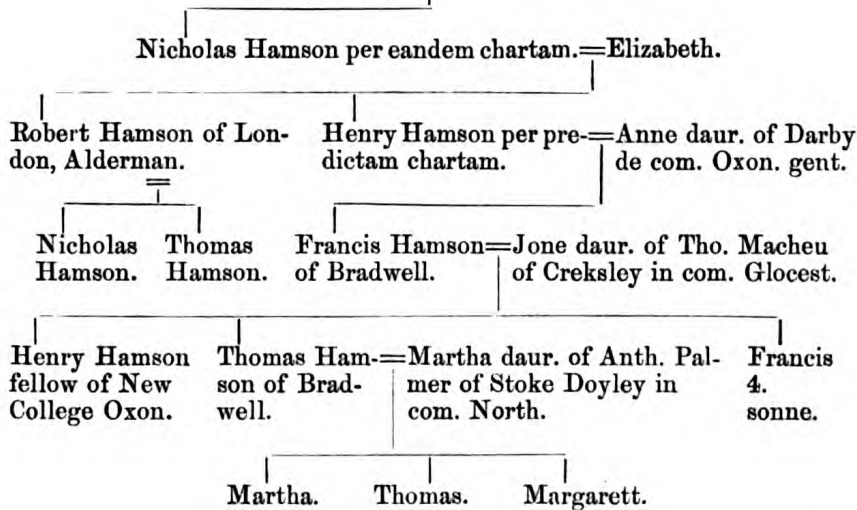 Nicholas Hamson per eandem chartam.=Elizabeth.
Robert Hamson of Lon-
don, Alderman.
Henry Hamson per pre-=Anne daur. of Darby
dictam chartam.
de com. Oxon. gent.
Nicholas
Hamson.
Thomas
Hamson.
Francis Hamson=Jone daur. of Tho. Macheu
of Bradwell.
of Creksley in com. Glocest.
Henry Hamson
fellow of New
College Oxon.
Thomas Ham-=Martha daur. of Anth. Pal-
son of Brad-
well.
mer of Stoke Doyley in
com. North.
Francis
4.
sonne.
Martha.
Thomas.
Margarett.